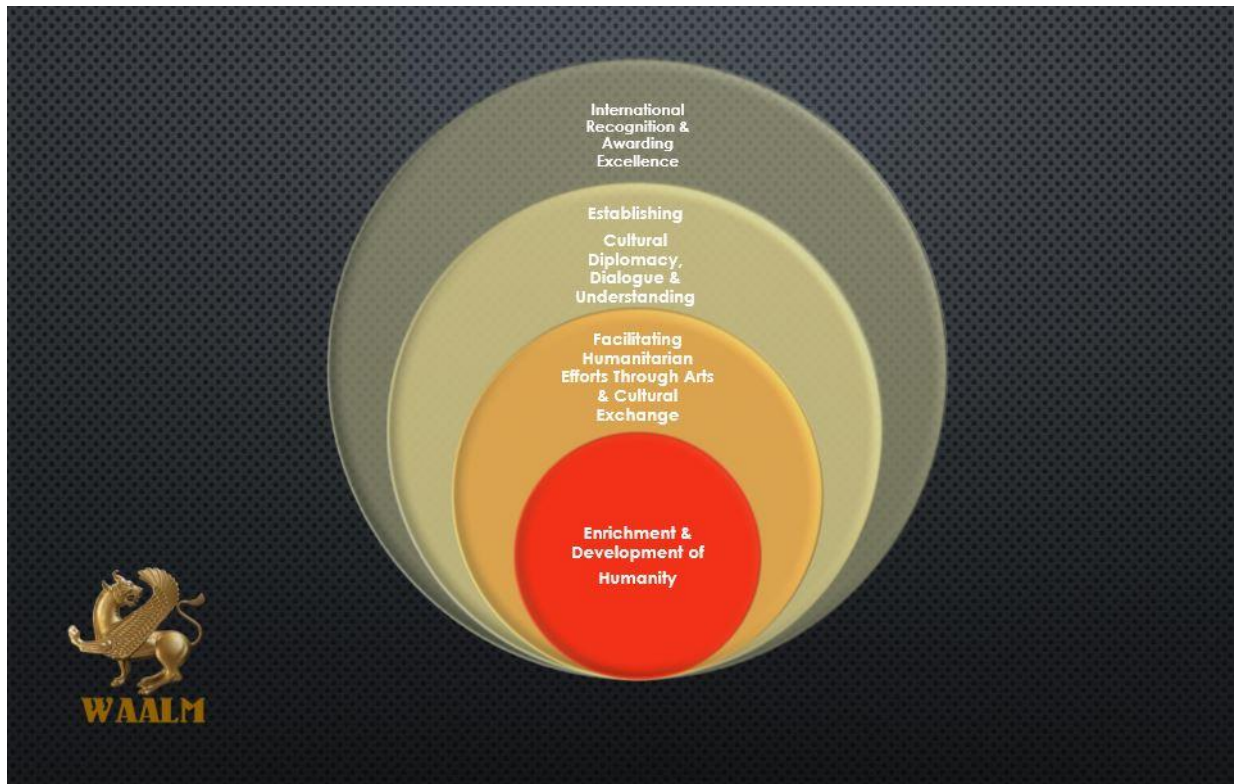 International
Recognition &
Awarding
Excellence
Establishing
Cultural
Diplomacy,
Dialogue &
Understanding
Facilitating
Humanitarian
Efforts Through Arts
& Cultural
Exchange
Enrichment &
Development of
Humanity
WAALM